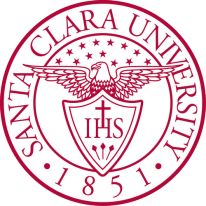 SANTA CLARA UNIVERSITY
IHS
• 1851 •